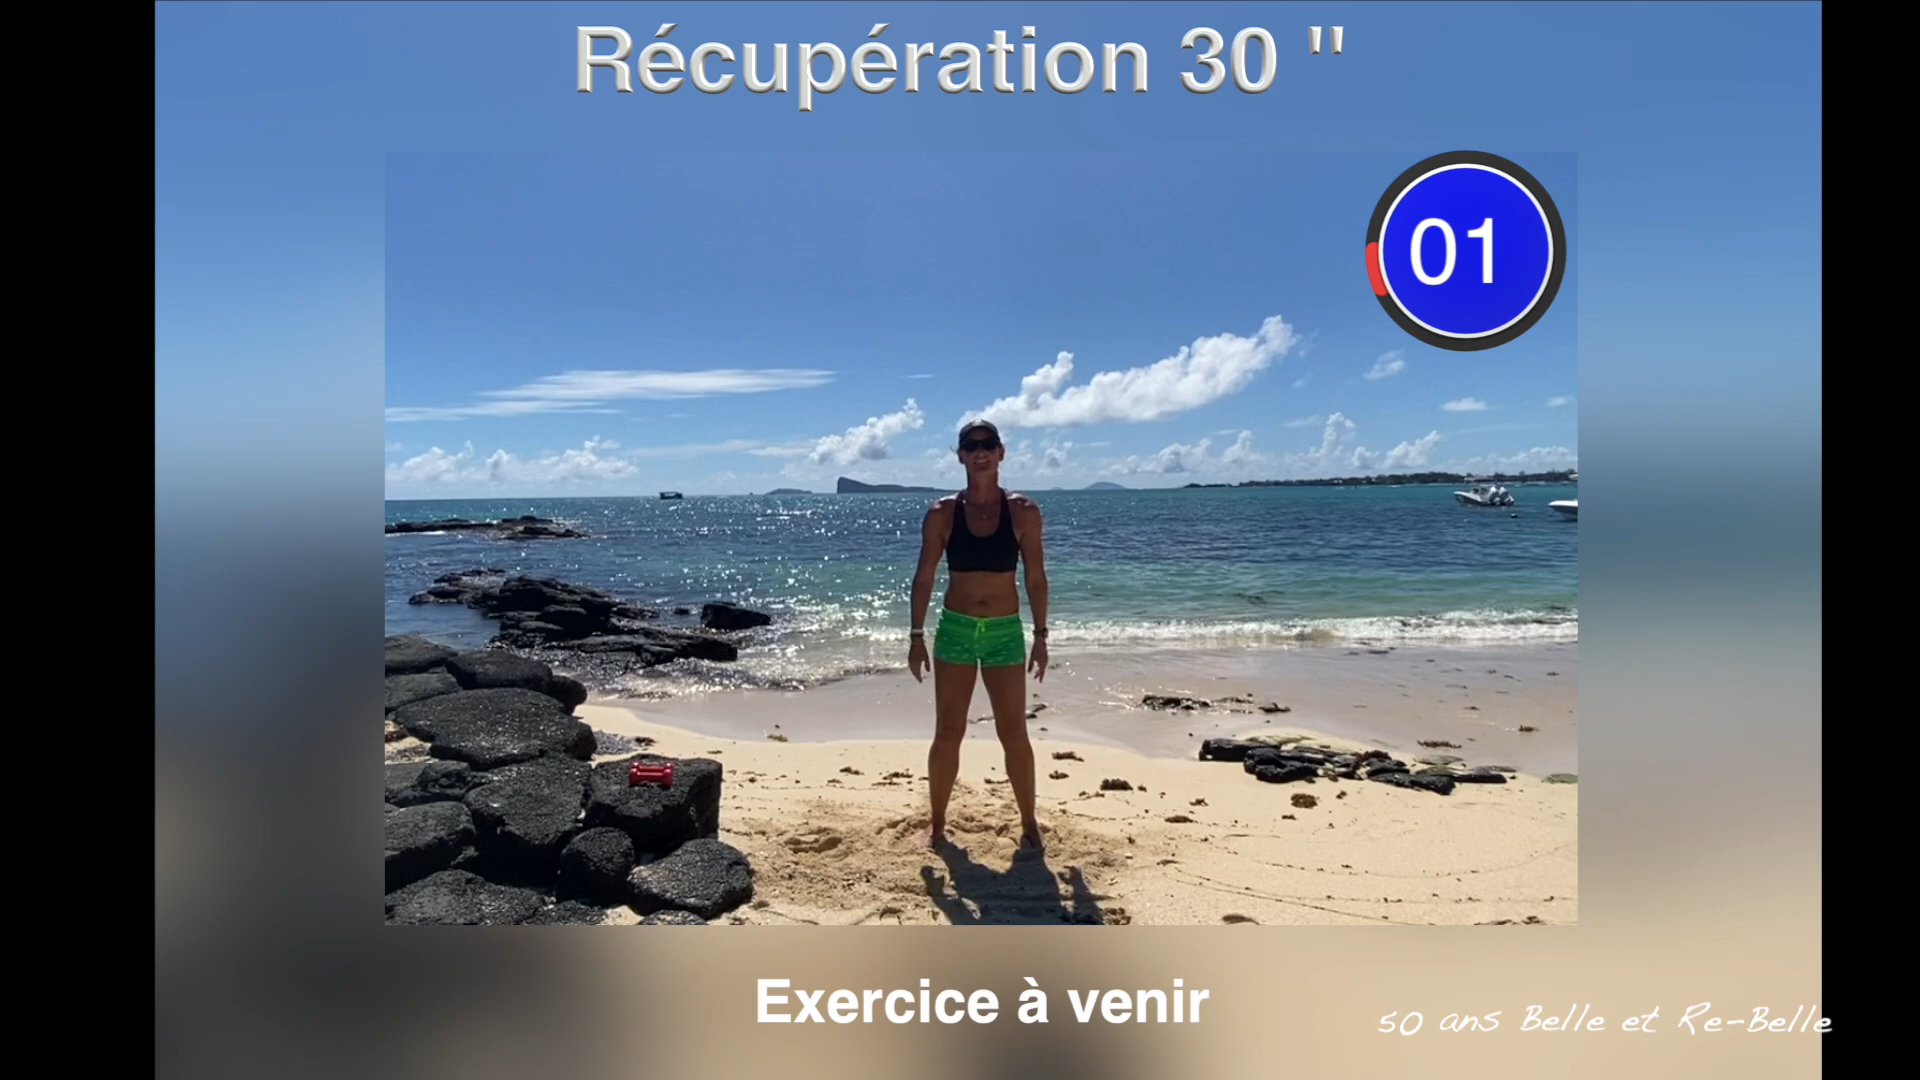 Récupération 30 "
01
Exercice à venir
50 ans Belle et Re-Belle